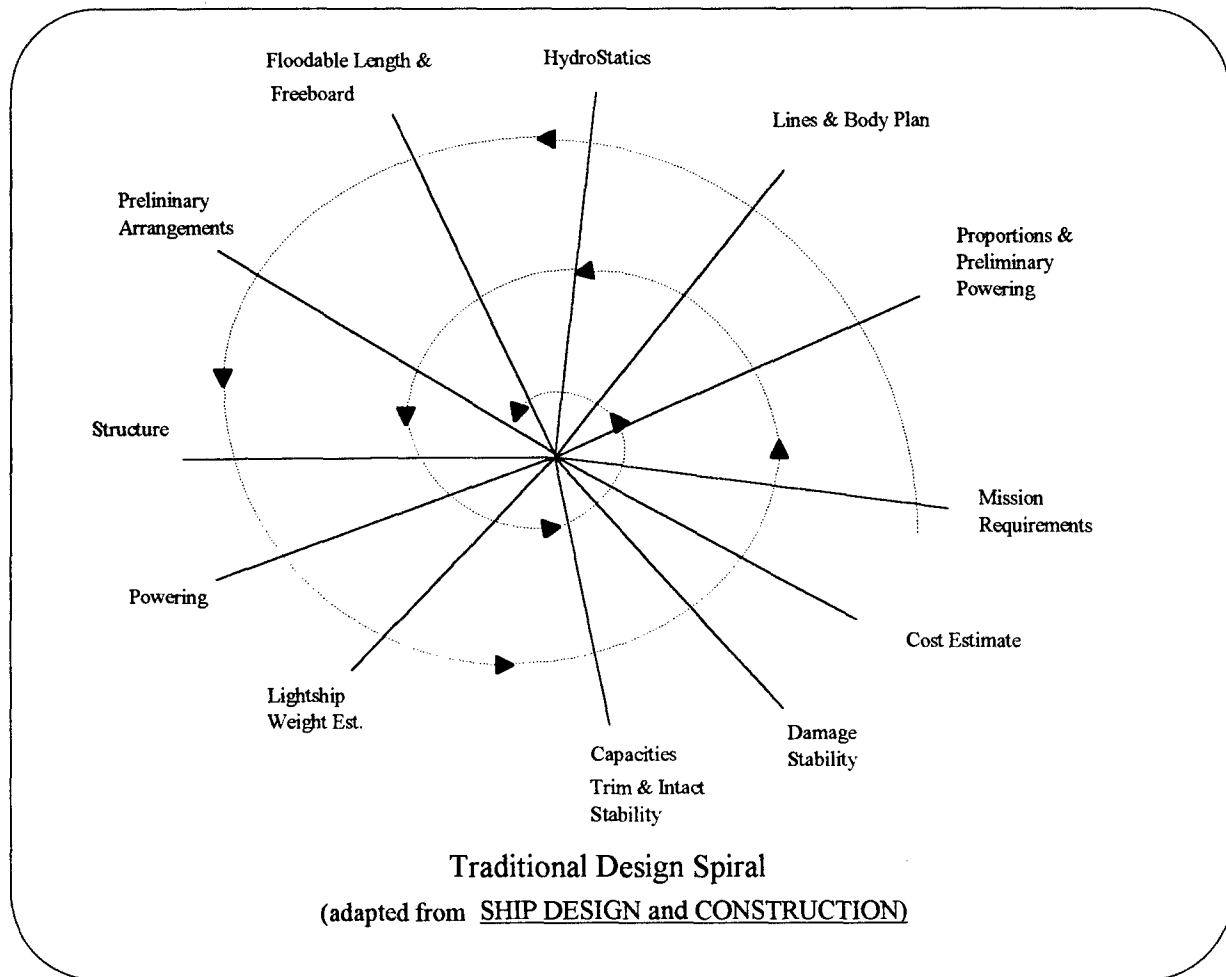 Floodable Length &
Freeboard
HydroStatics
Lines & Body Plan
Prelininary
Arrangements
Proportions &
Preliminary
Powering
Structure
Mission
Requirements
Powering
Cost Estimate
Lightship
Weight Est.
Damage
Stability
Capacities
Trim & Intact
Stability
Traditional Design Spiral
(adapted from SHIP DESIGN and CONSTRUCTION)